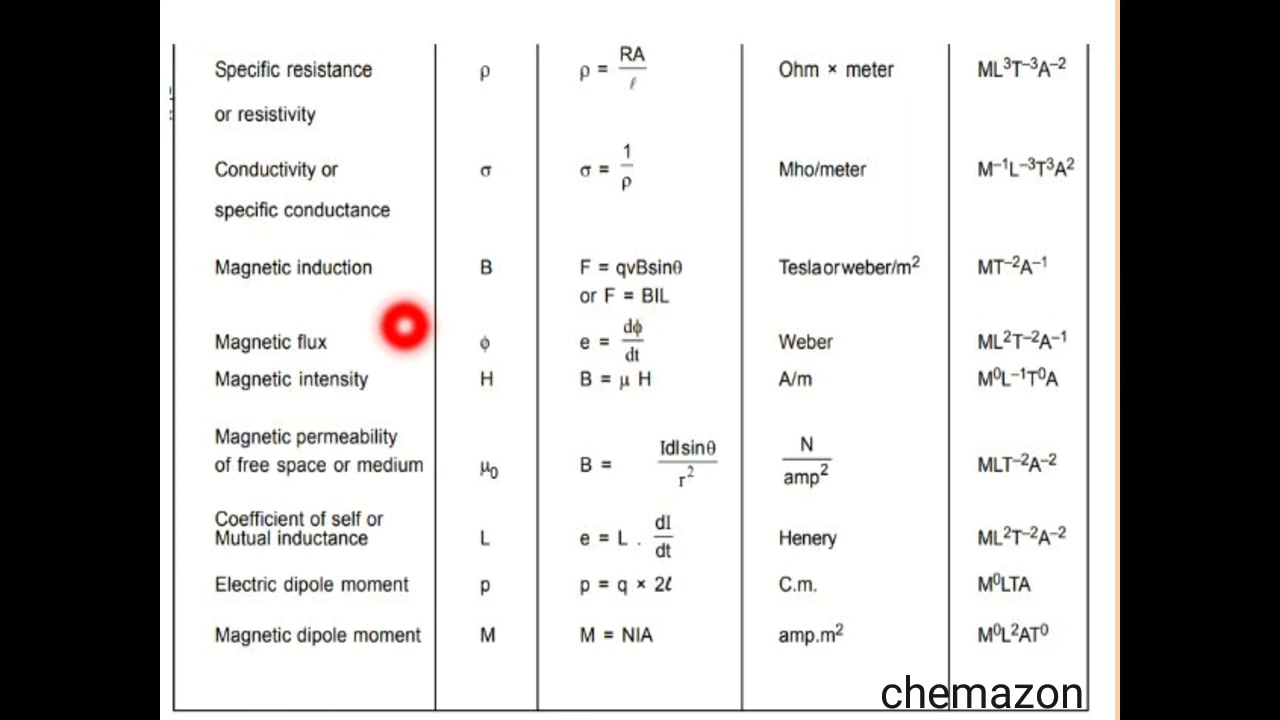 Specific resistance ρ ρ = RA/ℓ Ohm × meter ML³T⁻³A⁻²
or resistivity
Conductivity or σ σ = 1/ρ Mho/meter M⁻¹L⁻³T³A²
specific conductance
Magnetic induction B F = qvBsinθ Tesla or weber/m² MT⁻²A⁻¹
or F = BIL
Magnetic flux ϕ e = dϕ/dt Weber ML²T⁻²A⁻¹
Magnetic intensity H B = μ H A/m M⁰L⁻¹T⁰A
Magnetic permeability
of free space or medium μ₀ B = Idlsinθ/r² N/amp² MLT⁻²A⁻²
Coefficient of self or
Mutual inductance L e = L . dI/dt Henery ML²T⁻²A⁻²
Electric dipole moment p p = q × 2ℓ C.m. M⁰LTA
Magnetic dipole moment M M = NIA amp.m² M⁰L²AT⁰
chemazon